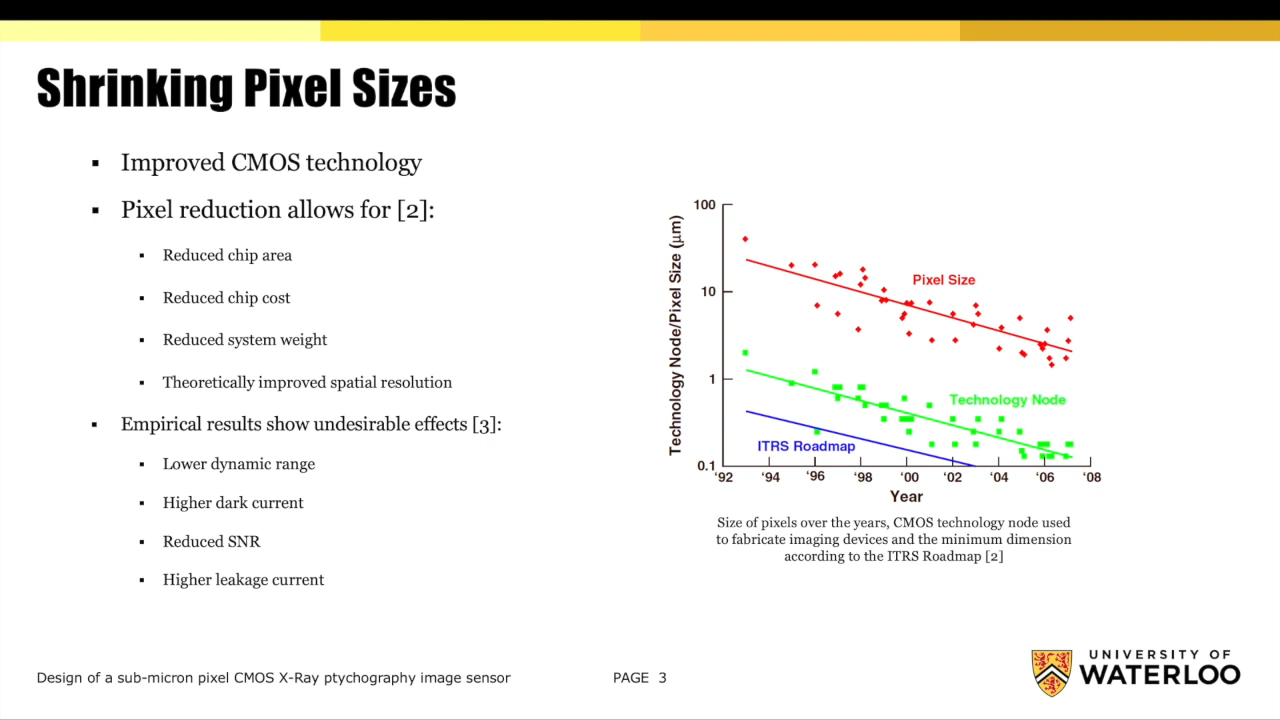 Shrinking Pixel Sizes
▪ Improved CMOS technology
▪ Pixel reduction allows for [2]:
▪ Reduced chip area
▪ Reduced chip cost
▪ Reduced system weight
▪ Theoretically improved spatial resolution
▪ Empirical results show undesirable effects [3]:
▪ Lower dynamic range
▪ Higher dark current
▪ Reduced SNR
▪ Higher leakage current
Technology Node/Pixel Size (μm)
100
10
1
0.1
Pixel Size
Technology Node
ITRS Roadmap
‘92 ‘94 ‘96 ‘98 ‘00 ‘02 ‘04 ‘06 ‘08
Year
Size of pixels over the years, CMOS technology node used
to fabricate imaging devices and the minimum dimension
according to the ITRS Roadmap [2]
Design of a sub-micron pixel CMOS X-Ray ptychography image sensor
PAGE 3
UNIVERSITY OF
WATERLOO